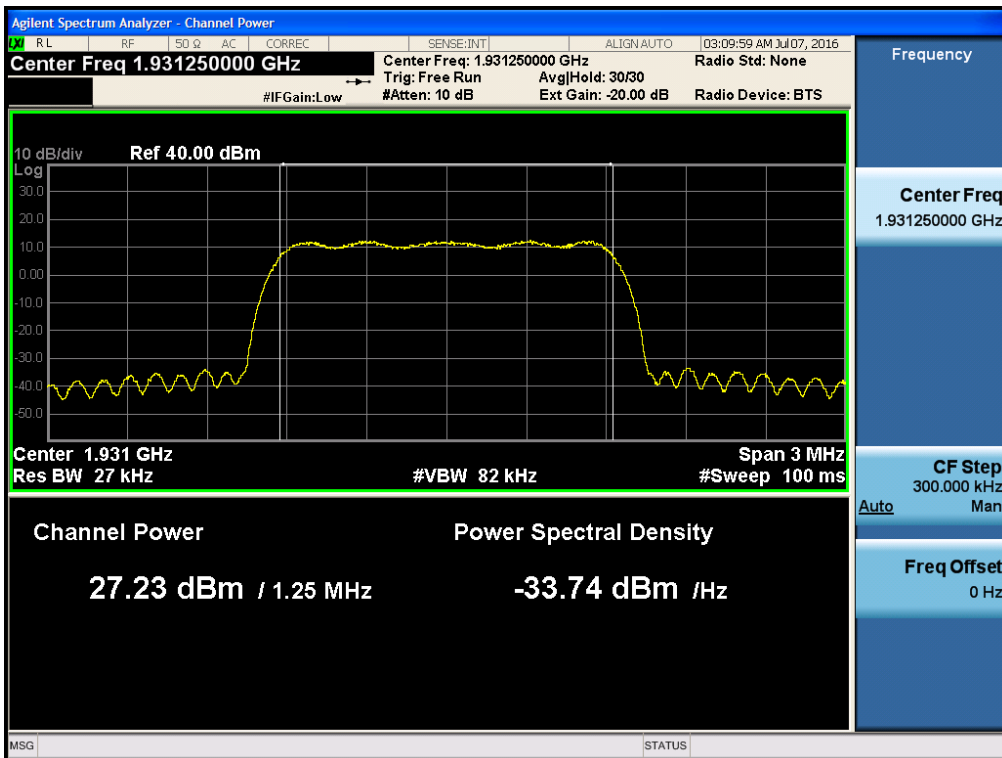 Agilent Spectrum Analyzer - Channel Power
LXI RL RF 50 Ω AC CORREC SENSE:INT ALIGN AUTO 03:09:59 AM Jul 07, 2016
Center Freq 1.931250000 GHz
#IFGain:Low
Center Freq: 1.931250000 GHz
Trig: Free Run Avg|Hold: 30/30
#Atten: 10 dB Ext Gain: -20.00 dB
Radio Std: None
Radio Device: BTS
10 dB/div Ref 40.00 dBm
Log
30.0
20.0
10.0
0.00
-10.0
-20.0
-30.0
-40.0
-50.0
Center 1.931 GHz Span 3 MHz
Res BW 27 kHz #VBW 82 kHz #Sweep 100 ms
Channel Power Power Spectral Density
27.23 dBm / 1.25 MHz -33.74 dBm /Hz
Frequency
Center Freq
1.931250000 GHz
CF Step
300.000 kHz
Auto Man
Freq Offset
0 Hz
MSG STATUS